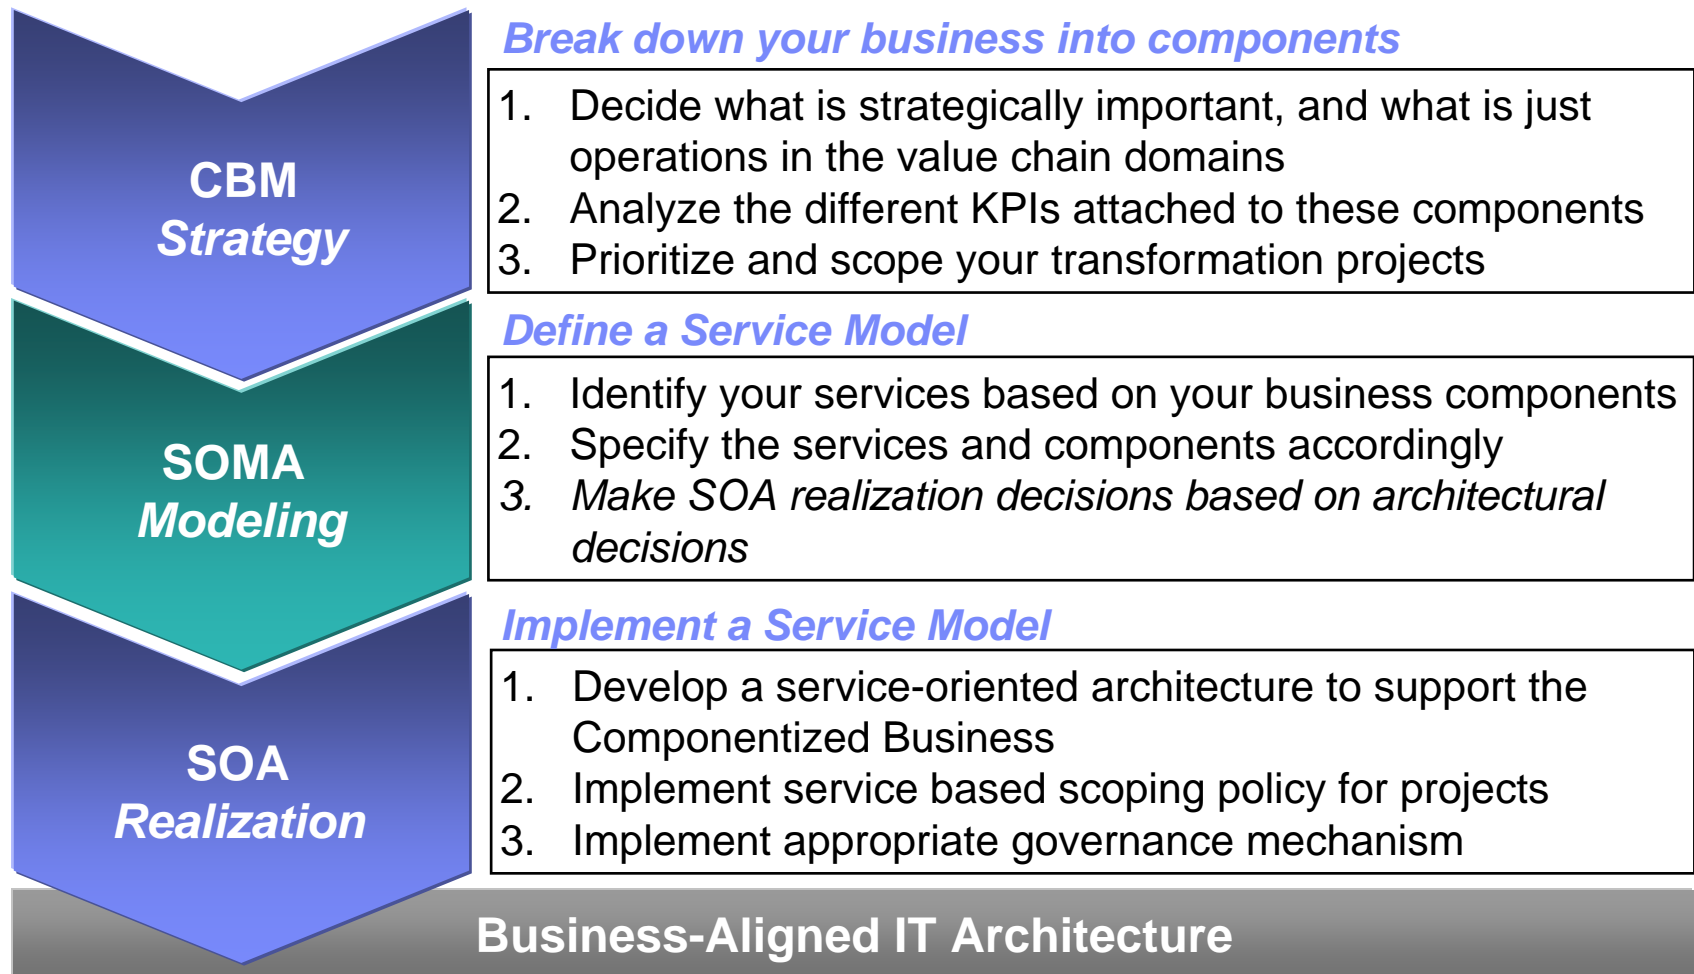 CBM
Strategy
Break down your business into components
1. Decide what is strategically important, and what is just
operations in the value chain domains
2. Analyze the different KPIs attached to these components
3. Prioritize and scope your transformation projects
SOMA
Modeling
Define a Service Model
1. Identify your services based on your business components
2. Specify the services and components accordingly
3. Make SOA realization decisions based on architectural
decisions
SOA
Realization
Implement a Service Model
1. Develop a service-oriented architecture to support the
Componentized Business
2. Implement service based scoping policy for projects
3. Implement appropriate governance mechanism
Business-Aligned IT Architecture